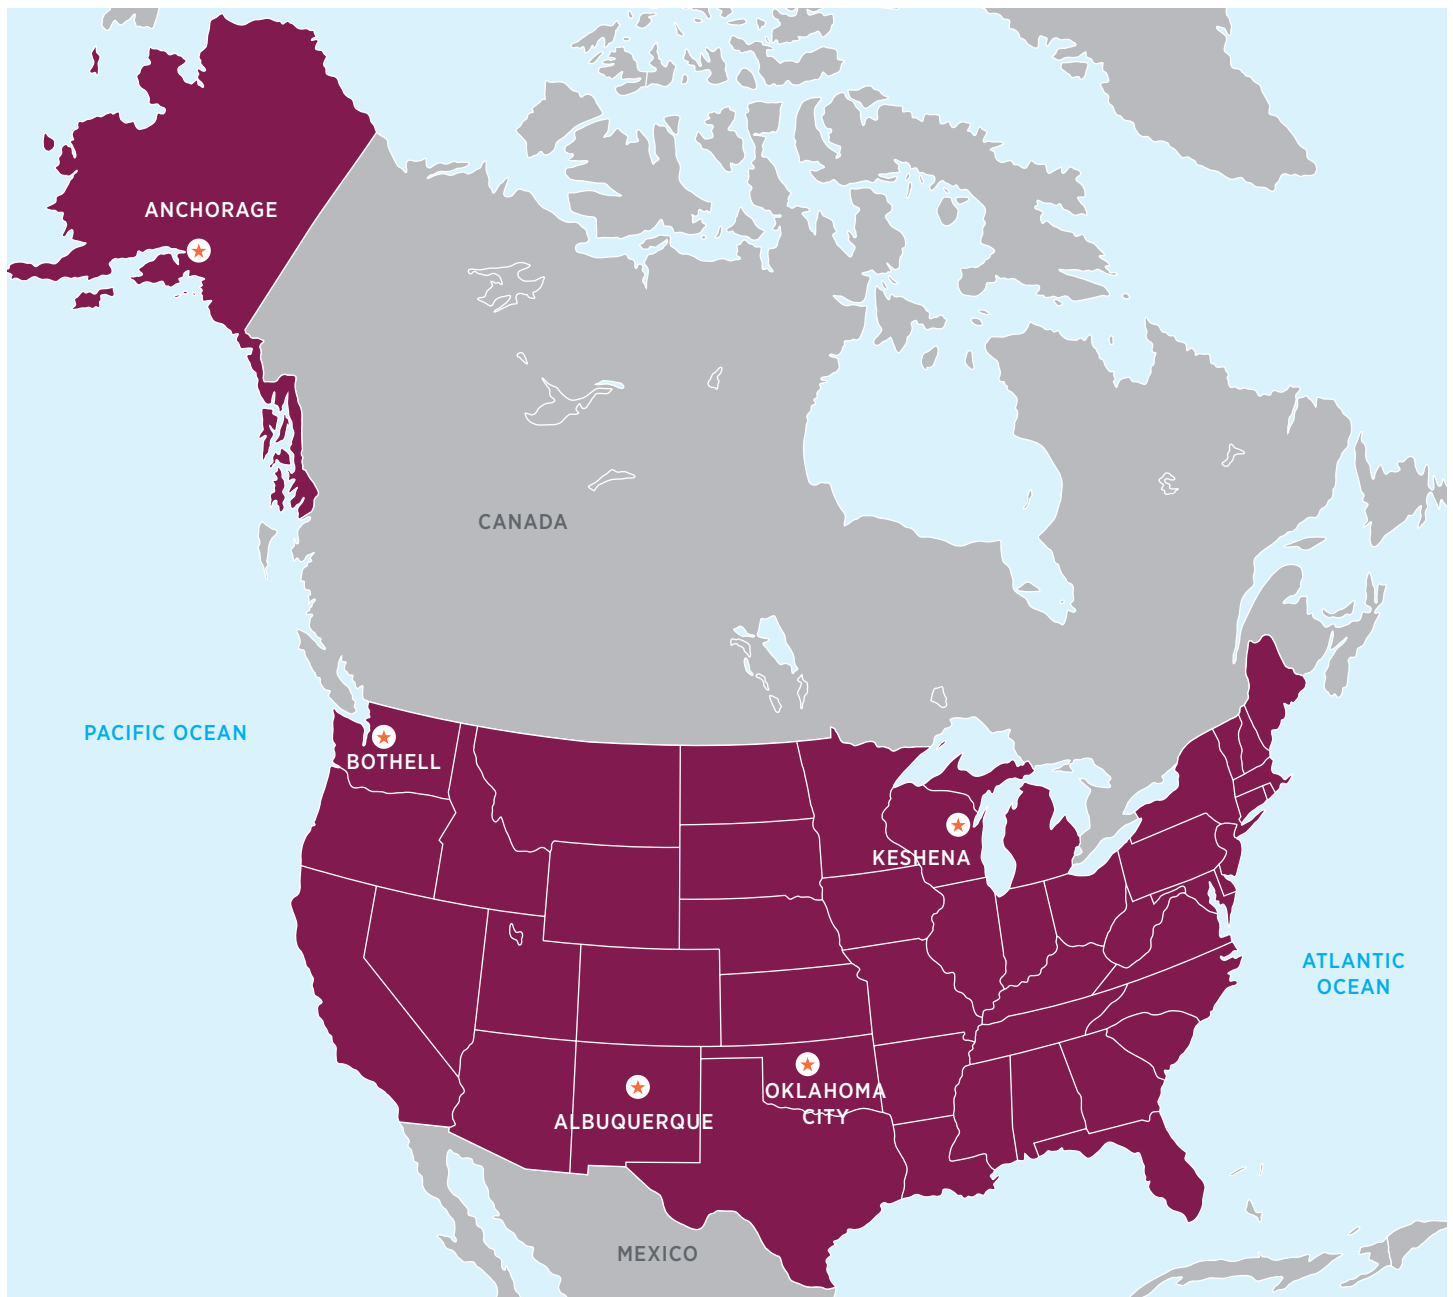 ANCHORAGE
CANADA
PACIFIC OCEAN
BOTHELL
KESHENA
ATLANTIC
OCEAN
OKLAHOMA
CITY
ALBUQUERQUE
MEXICO